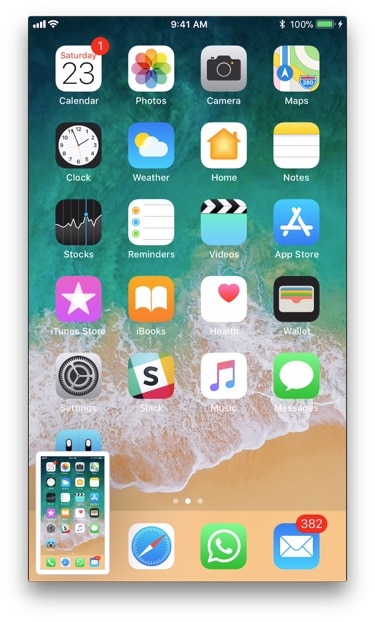 9:41 AM 100%
Saturday 1
23
Calendar Photos Camera Maps
280
Clock Weather Home Notes
Stocks Reminders Videos App Store
iTunes Store iBooks Health Wallet
S
Settings Slack Music Messages
382